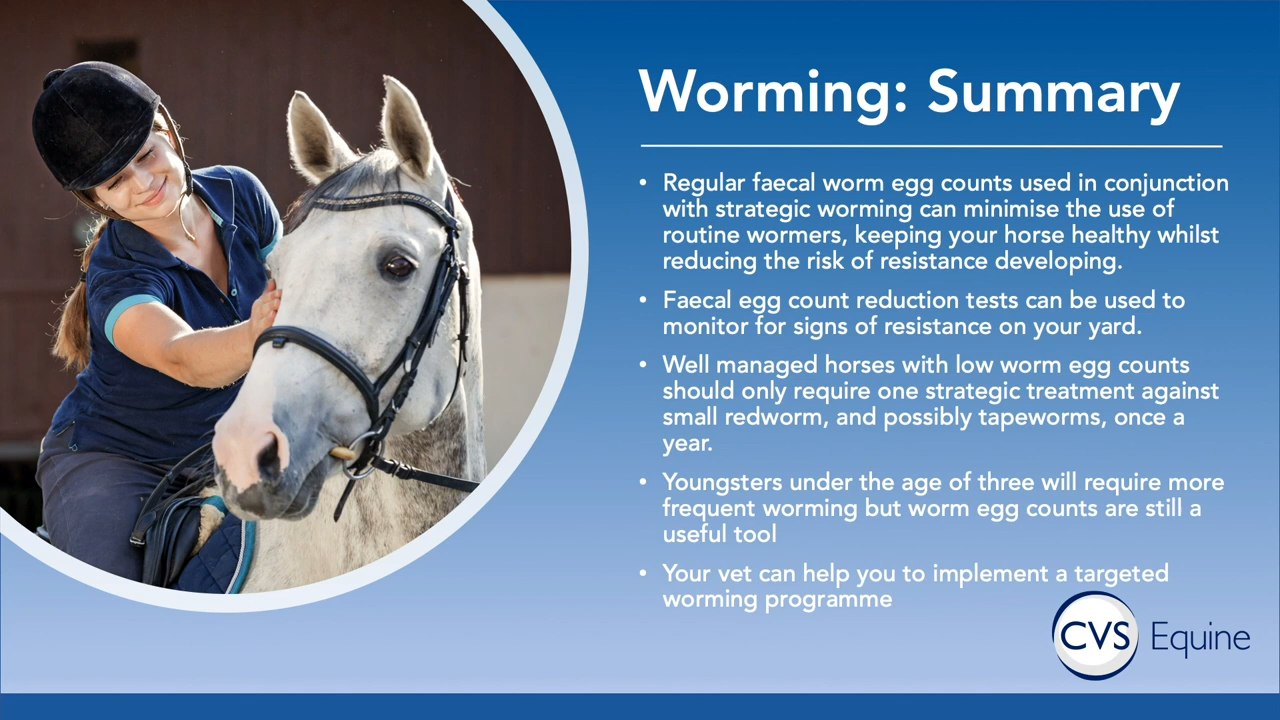 Worming: Summary
• Regular faecal worm egg counts used in conjunction
with strategic worming can minimise the use of
routine wormers, keeping your horse healthy whilst
reducing the risk of resistance developing.
• Faecal egg count reduction tests can be used to
monitor for signs of resistance on your yard.
• Well managed horses with low worm egg counts
should only require one strategic treatment against
small redworm, and possibly tapeworms, once a
year.
• Youngsters under the age of three will require more
frequent worming but worm egg counts are still a
useful tool
• Your vet can help you to implement a targeted
worming programme
CVS Equine